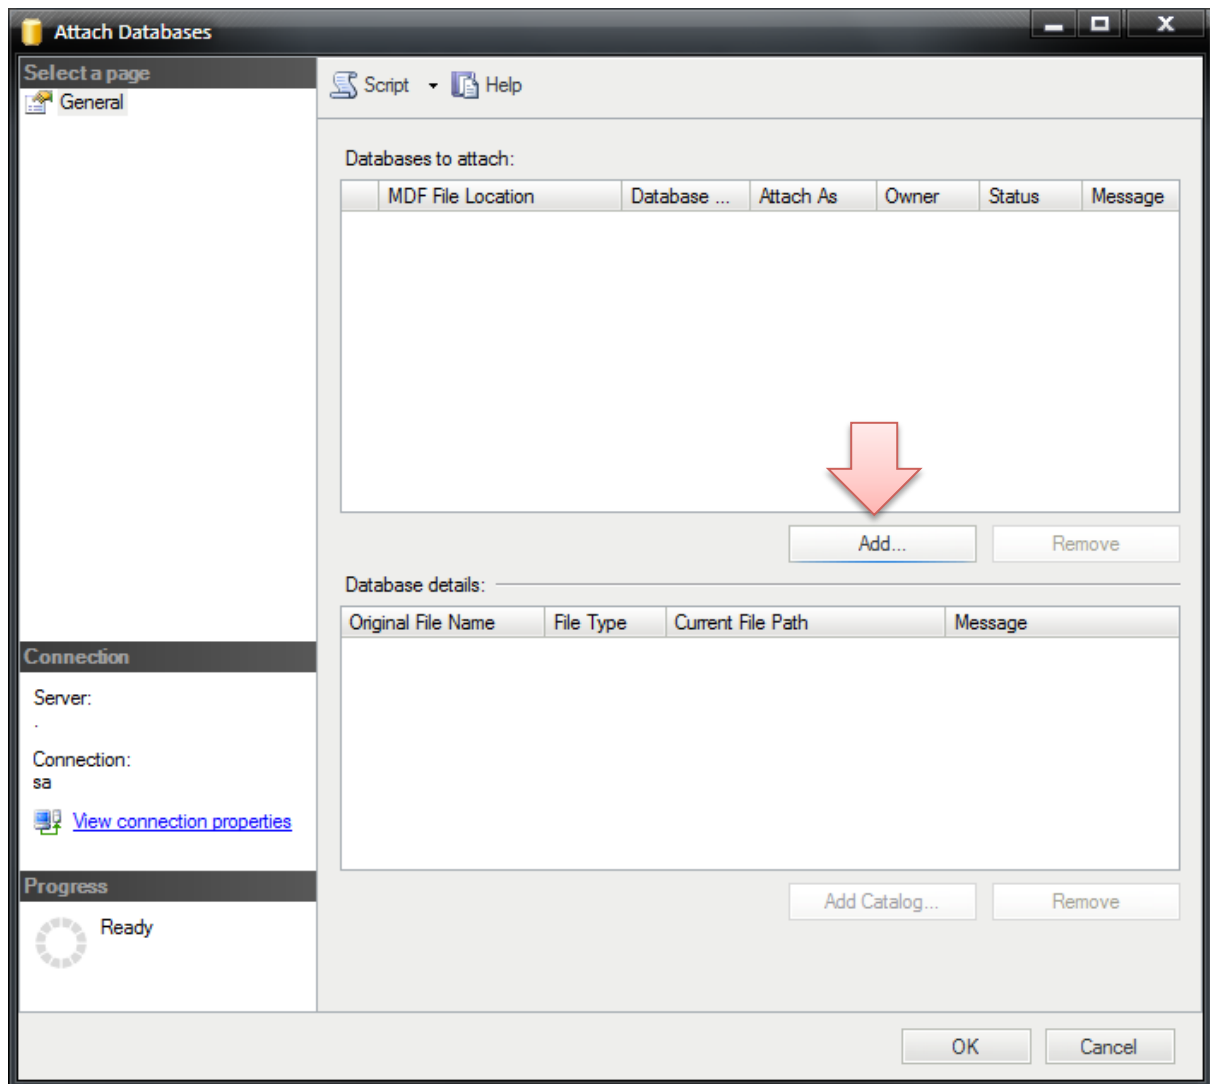 Attach Databases
Select a page
General
Script Help
Databases to attach:
MDF File Location Database ... Attach As Owner Status Message
Add... Remove
Database details:
Original File Name File Type Current File Path Message
Add Catalog... Remove
Connection
Server:
.
Connection:
sa
View connection properties
Progress
Ready
OK Cancel